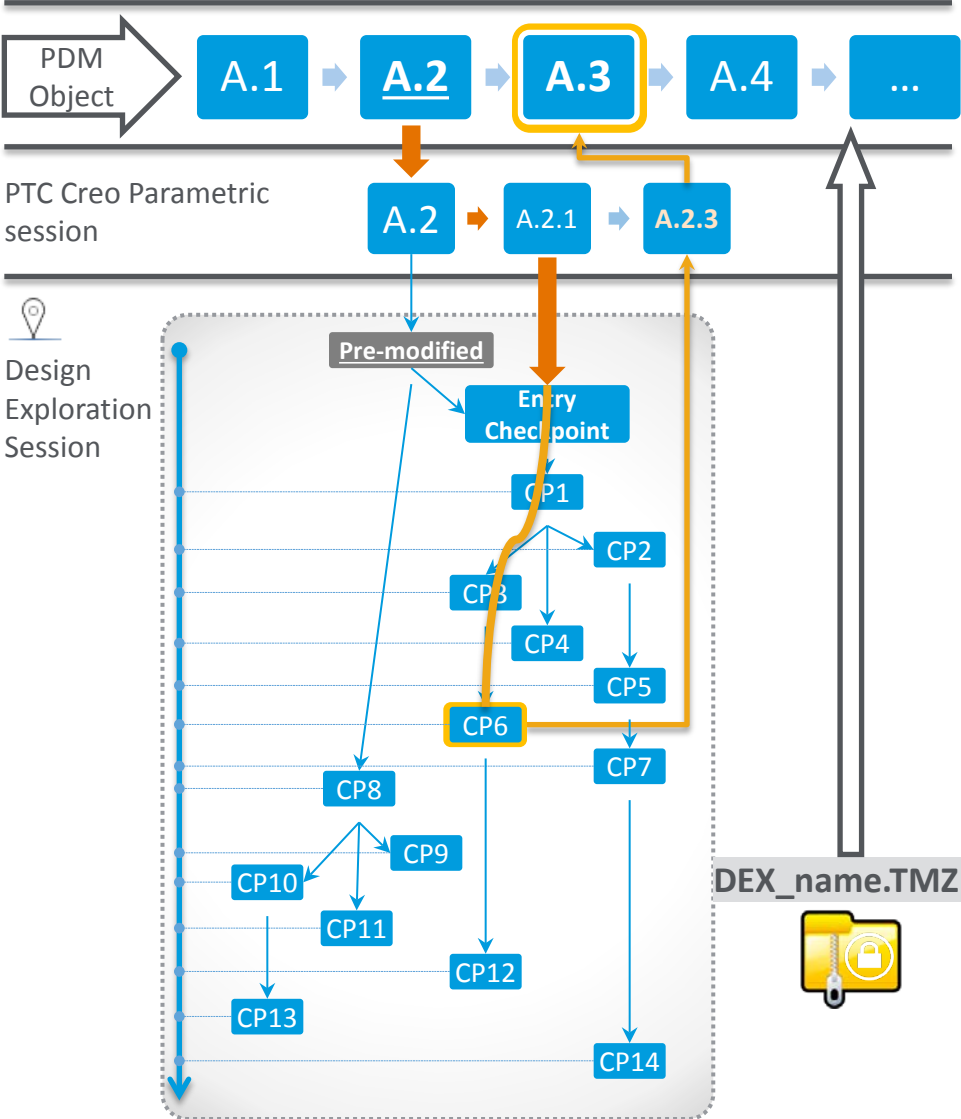 PDM
Object
A.1
A.2
A.3
A.4
...
PTC Creo Parametric
session
A.2
A.2.1
A.2.3
Design
Exploration
Session
Pre-modified
Entry
Checkpoint
CP1
CP2
CP3
CP4
CP5
CP6
CP7
CP8
CP9
CP10
CP11
CP12
CP13
CP14
DEX_name.TMZ